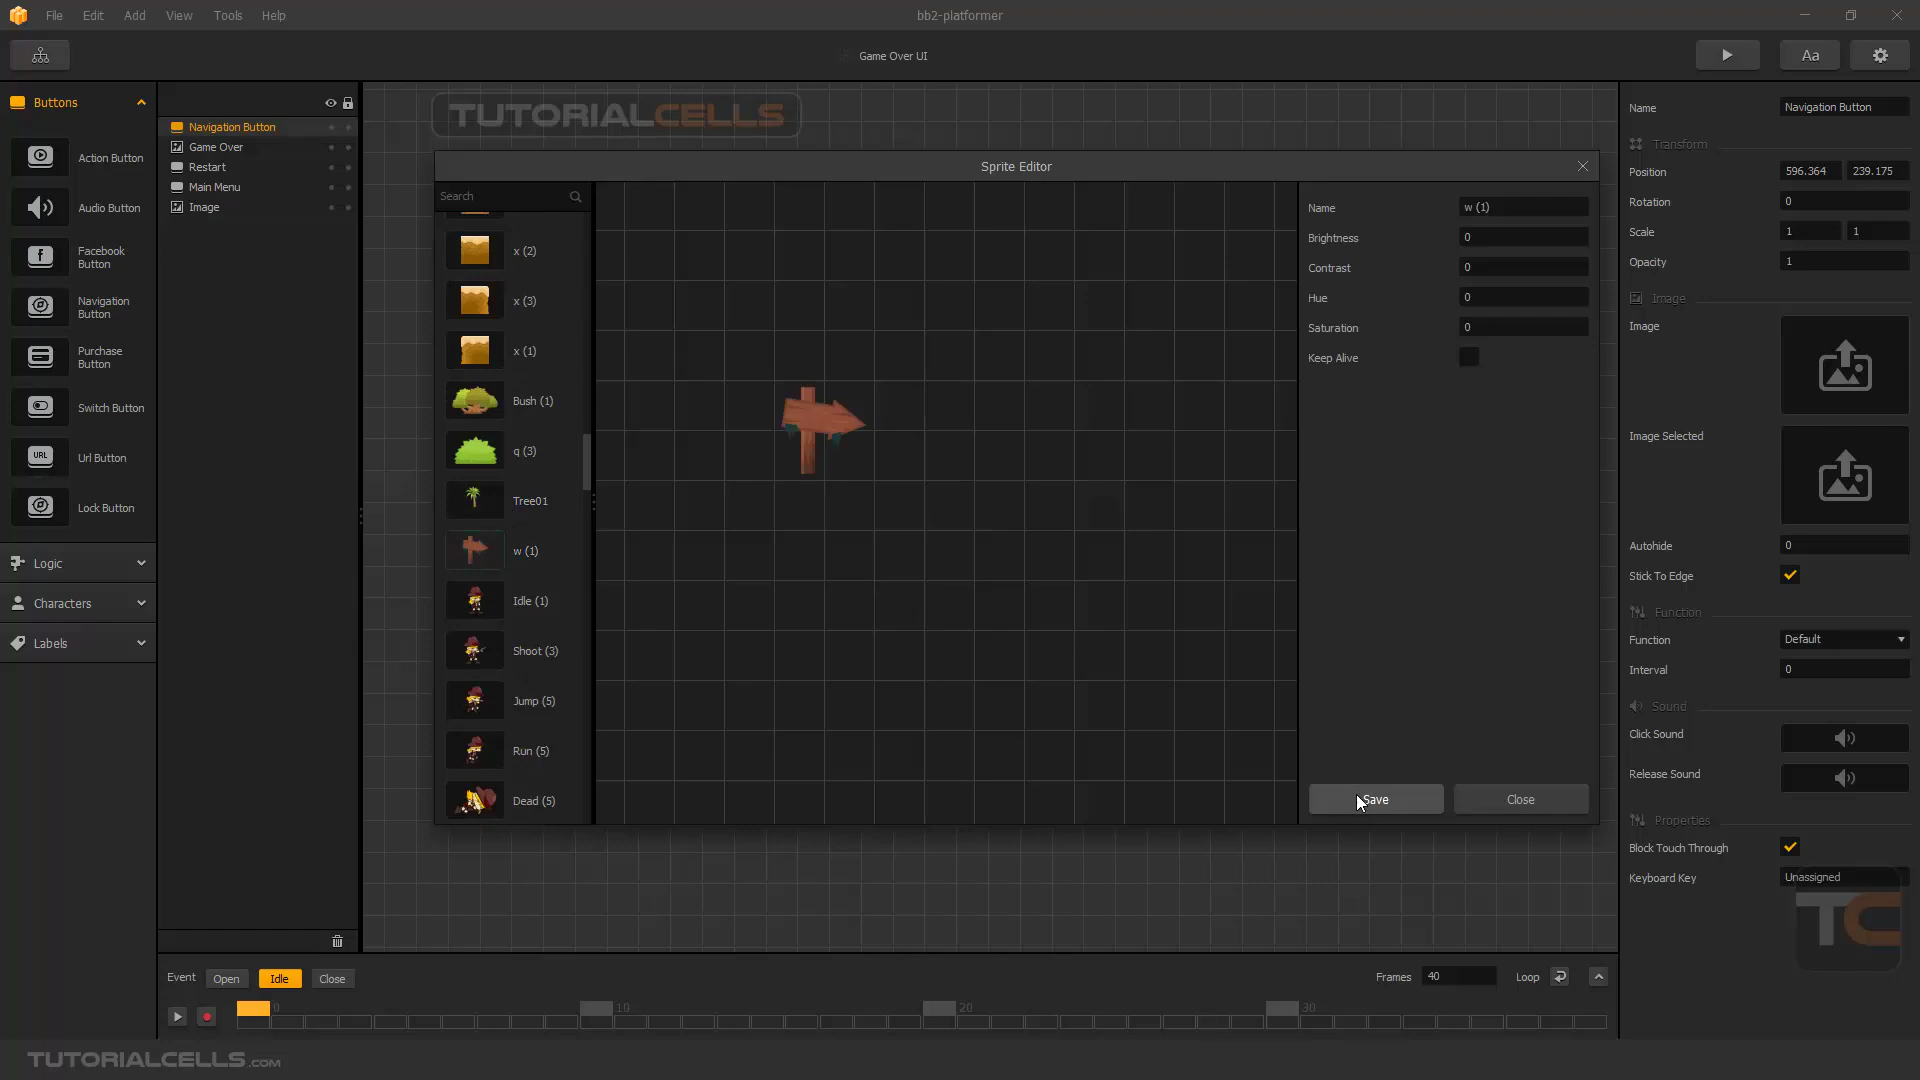 File Edit Add View Tools Help
bb2-platformer
Game Over UI
Aa
Buttons
Action Button
Audio Button
Facebook
Button
Navigation
Button
Purchase
Button
Switch Button
URL
Url Button
Lock Button
Logic
Characters
Labels
Navigation Button
Game Over
Restart
Main Menu
Image
TUTORIALCELLS
Sprite Editor
Search
x (2)
x (3)
x (1)
Bush (1)
q (3)
Tree01
w (1)
Idle (1)
Shoot (3)
Jump (5)
Run (5)
Dead (5)
Name w (1)
Brightness 0
Contrast 0
Hue 0
Saturation 0
Keep Alive
Save Close
Name Navigation Button
Transform
Position 596.364 239.175
Rotation 0
Scale 1 1
Opacity 1
Image
Image
Image Selected
Autohide 0
Stick To Edge
Function
Function Default
Interval 0
Sound
Click Sound
Release Sound
Properties
Block Touch Through
Keyboard Key Unassigned
TC
Event Open Idle Close
Frames 40 Loop
0 10 20 30
TUTORIALCELLS.COM